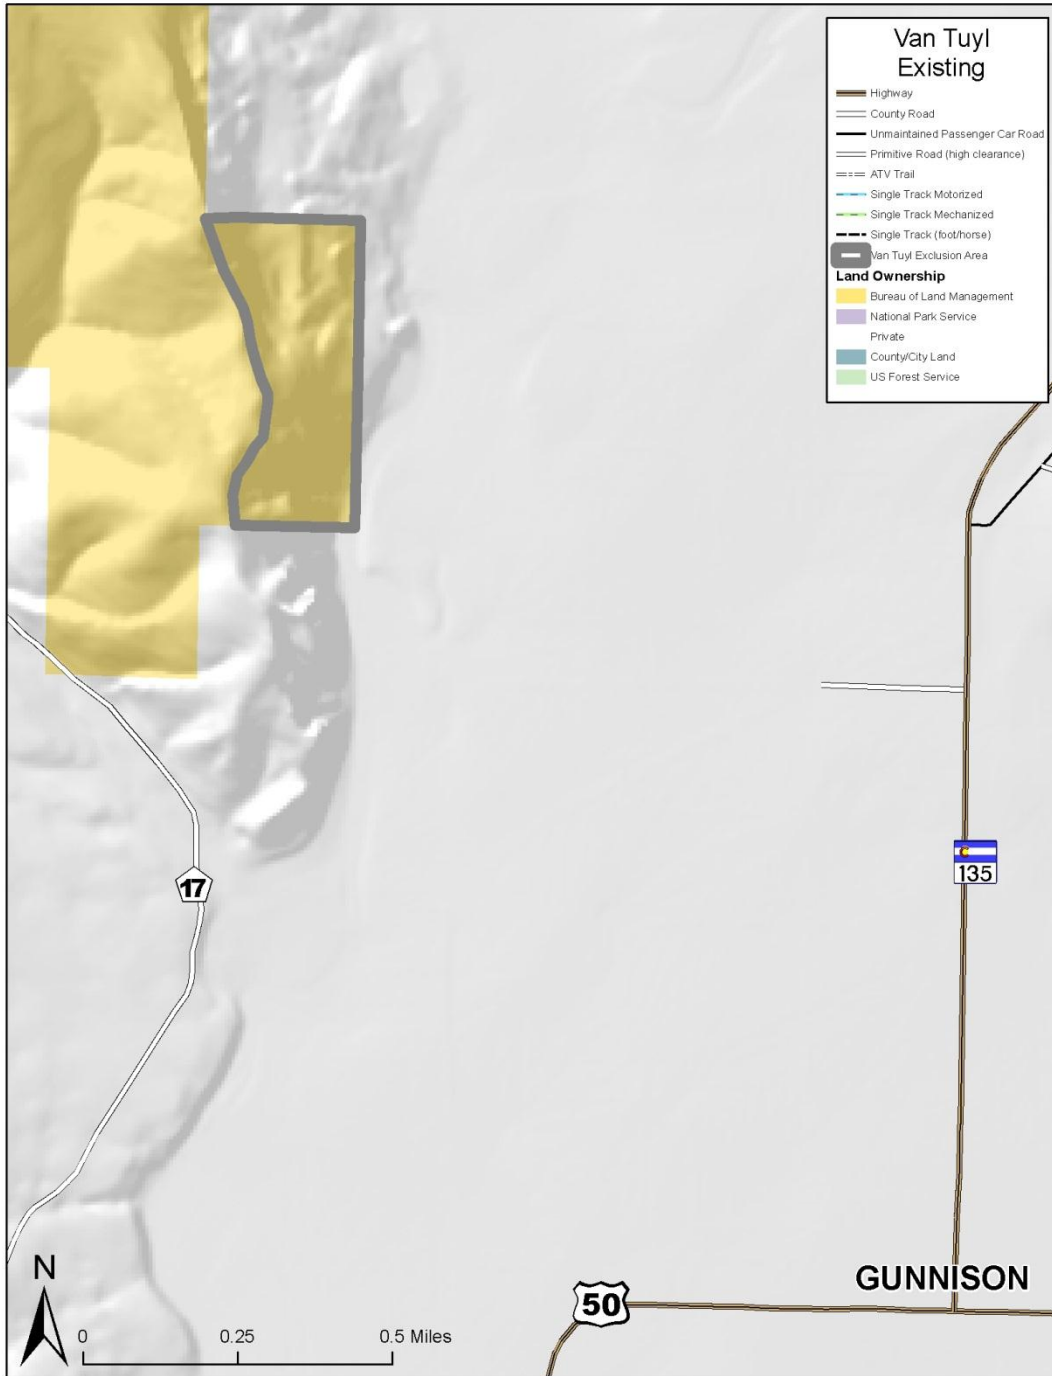 Van Tuyl
Existing
Highway
County Road
Unmaintained Passenger Car Road
Primitive Road (high clearance)
ATV Trail
Single Track Motorized
Single Track Mechanized
Single Track (foot/horse)
Van Tuyl Exclusion Area
Land Ownership
Bureau of Land Management
National Park Service
Private
County/City Land
US Forest Service
C
135
17
GUNNISON
50
N
0 0.25 0.5 Miles